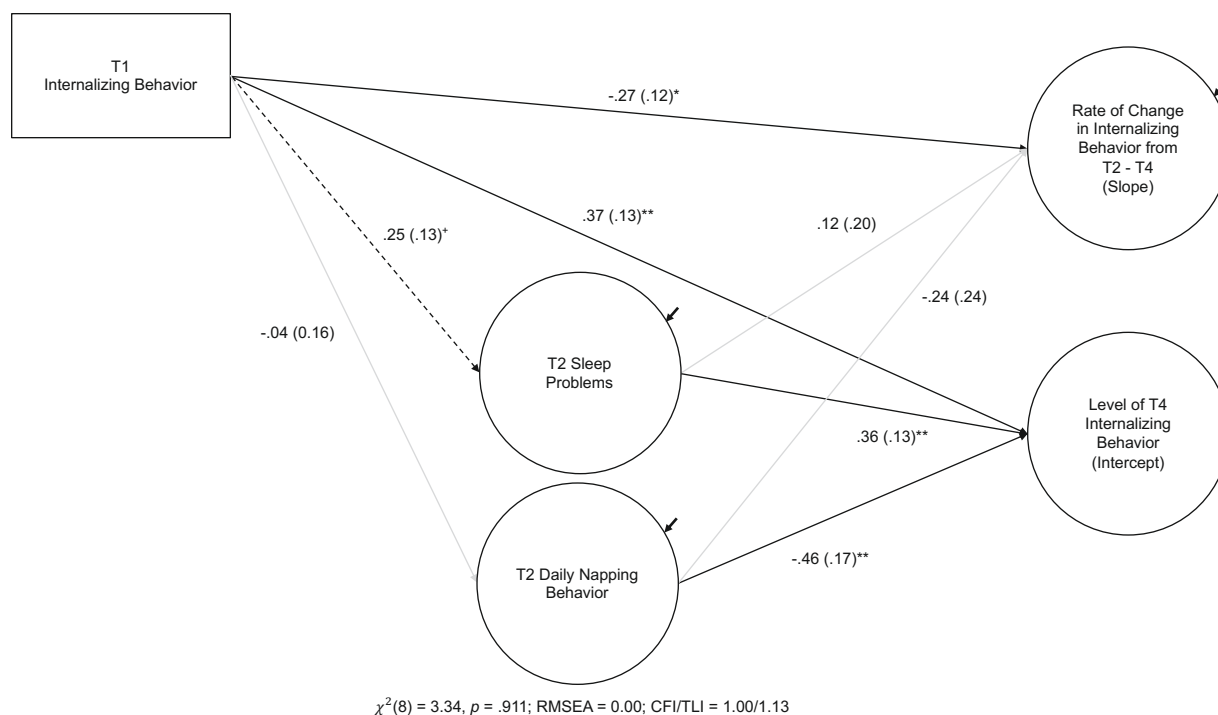 T1
Internalizing Behavior
-.27 (.12)*
Rate of Change
in Internalizing
Behavior from
T2 - T4
(Slope)
.37 (.13)**
.12 (.20)
.25 (.13)⁺
-.24 (.24)
-.04 (0.16)
T2 Sleep
Problems
Level of T4
Internalizing
Behavior
(Intercept)
.36 (.13)**
-.46 (.17)**
T2 Daily Napping
Behavior
χ²(8) = 3.34, p = .911; RMSEA = 0.00; CFI/TLI = 1.00/1.13